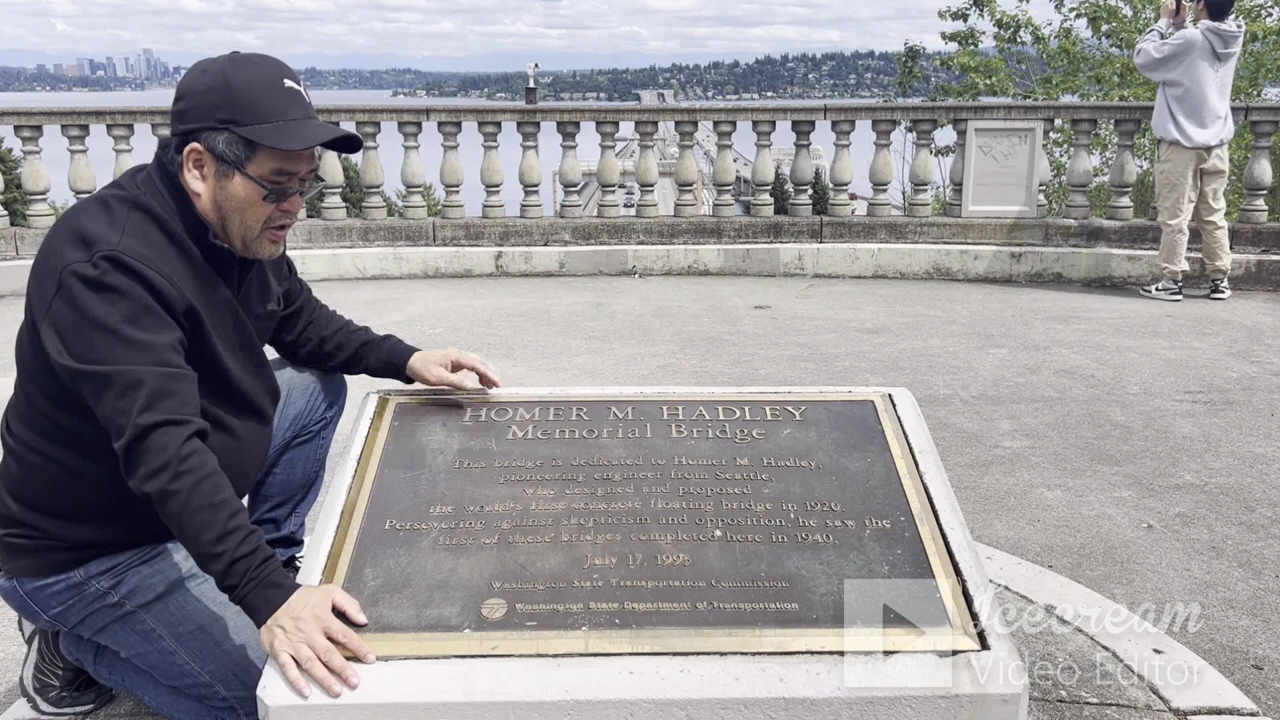 HOMER M. HADLEY
Memorial Bridge
This bridge is dedicated to Homer M. Hadley,
pioneering engineer from Seattle,
who designed and proposed
the world's first concrete floating bridge in 1920.
Persevering against skepticism and opposition, he saw the
first of these bridges completed here in 1940.
July 17, 1993
Washington State Transportation Commission
Washington State Department of Transportation
Icecream
Video Editor